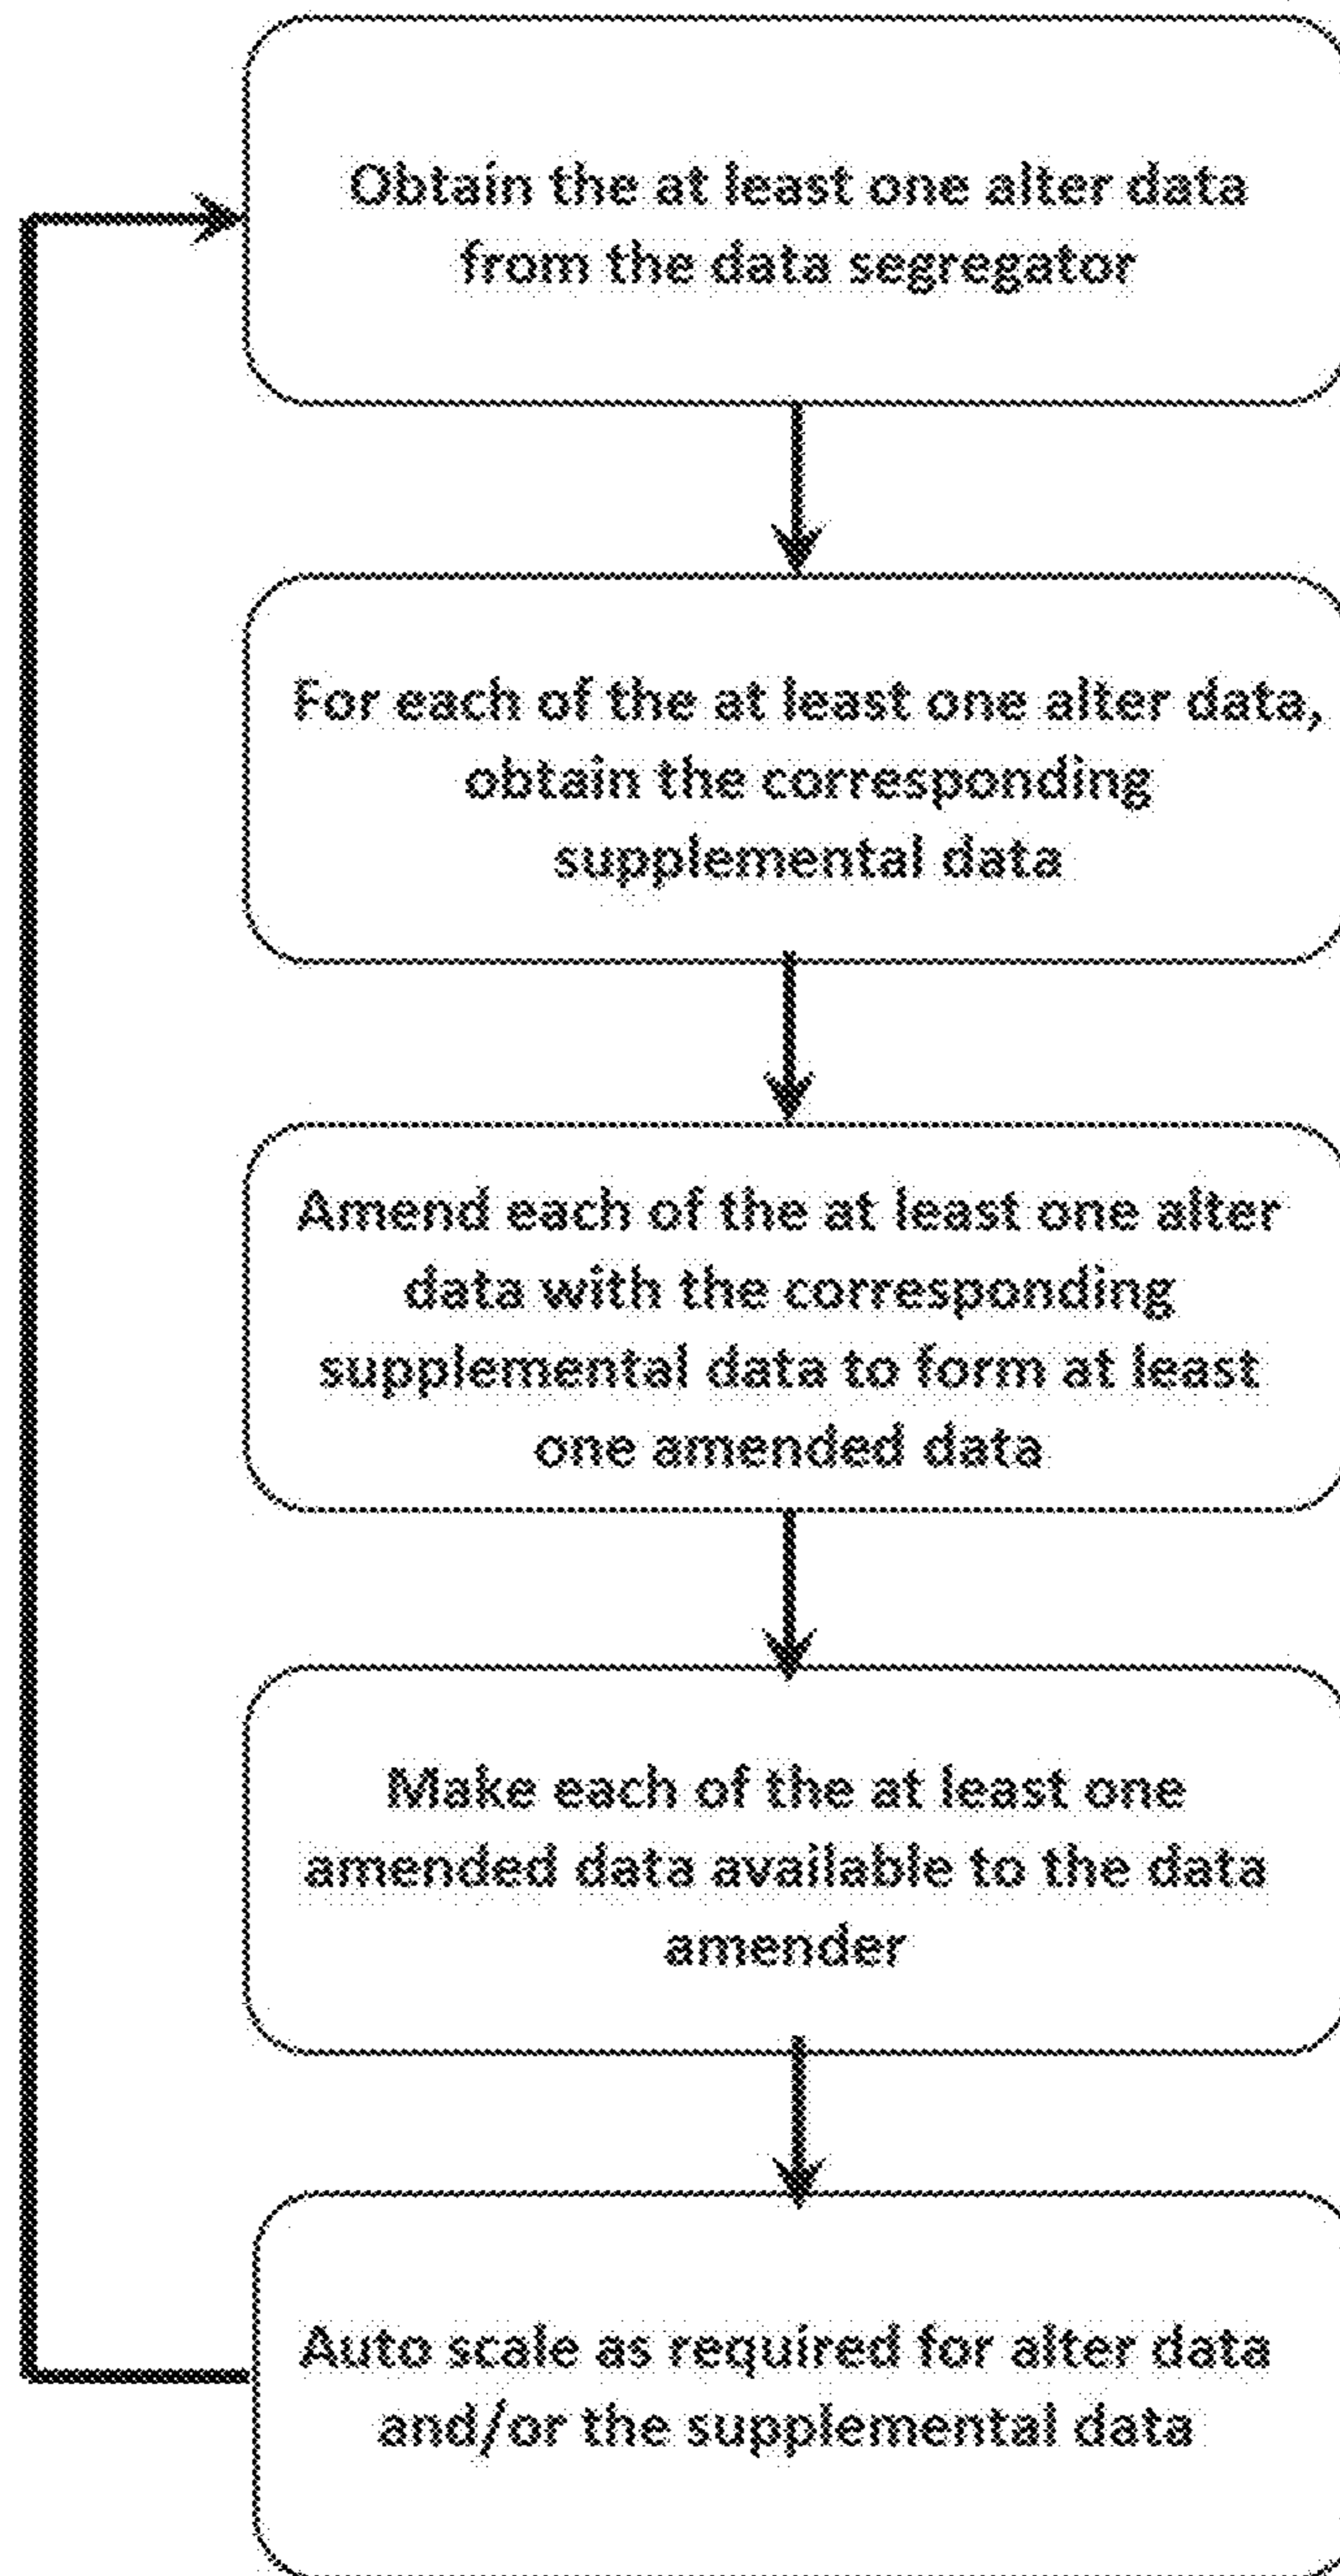 Obtain the at least one alter data
from the data segregator
For each of the at least one alter data,
obtain the corresponding
supplemental data
Amend each of the at least one alter
data with the corresponding
supplemental data to form at least
one amended data
Make each of the at least one
amended data available to the data
amender
Auto scale as required for alter data
and/or the supplemental data